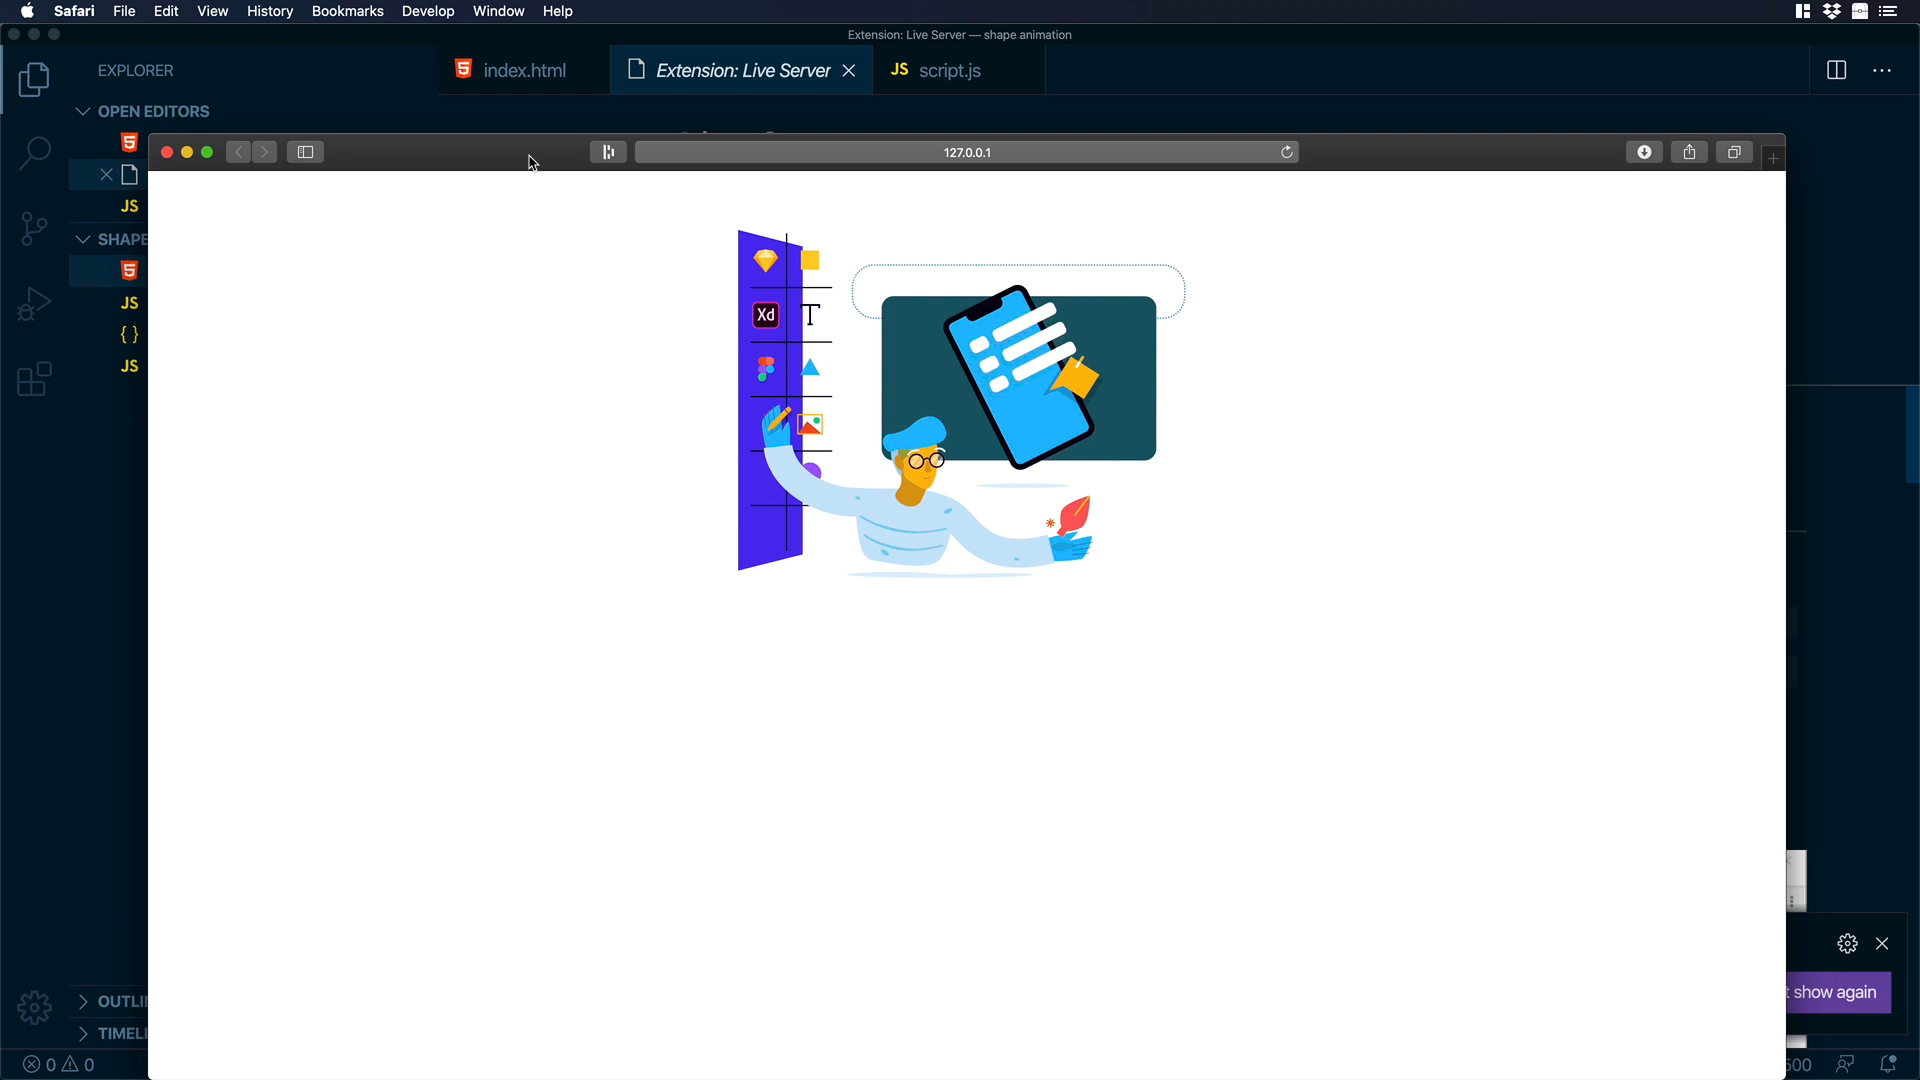 Safari File Edit View History Bookmarks Develop Window Help
Extension: Live Server — shape animation
EXPLORER
index.html
Extension: Live Server
JS script.js
OPEN EDITORS
127.0.0.1
JS
SHAPE
JS
{ }
JS
Xd
T
OUTLI
TIMELI
t show again
0 0
500